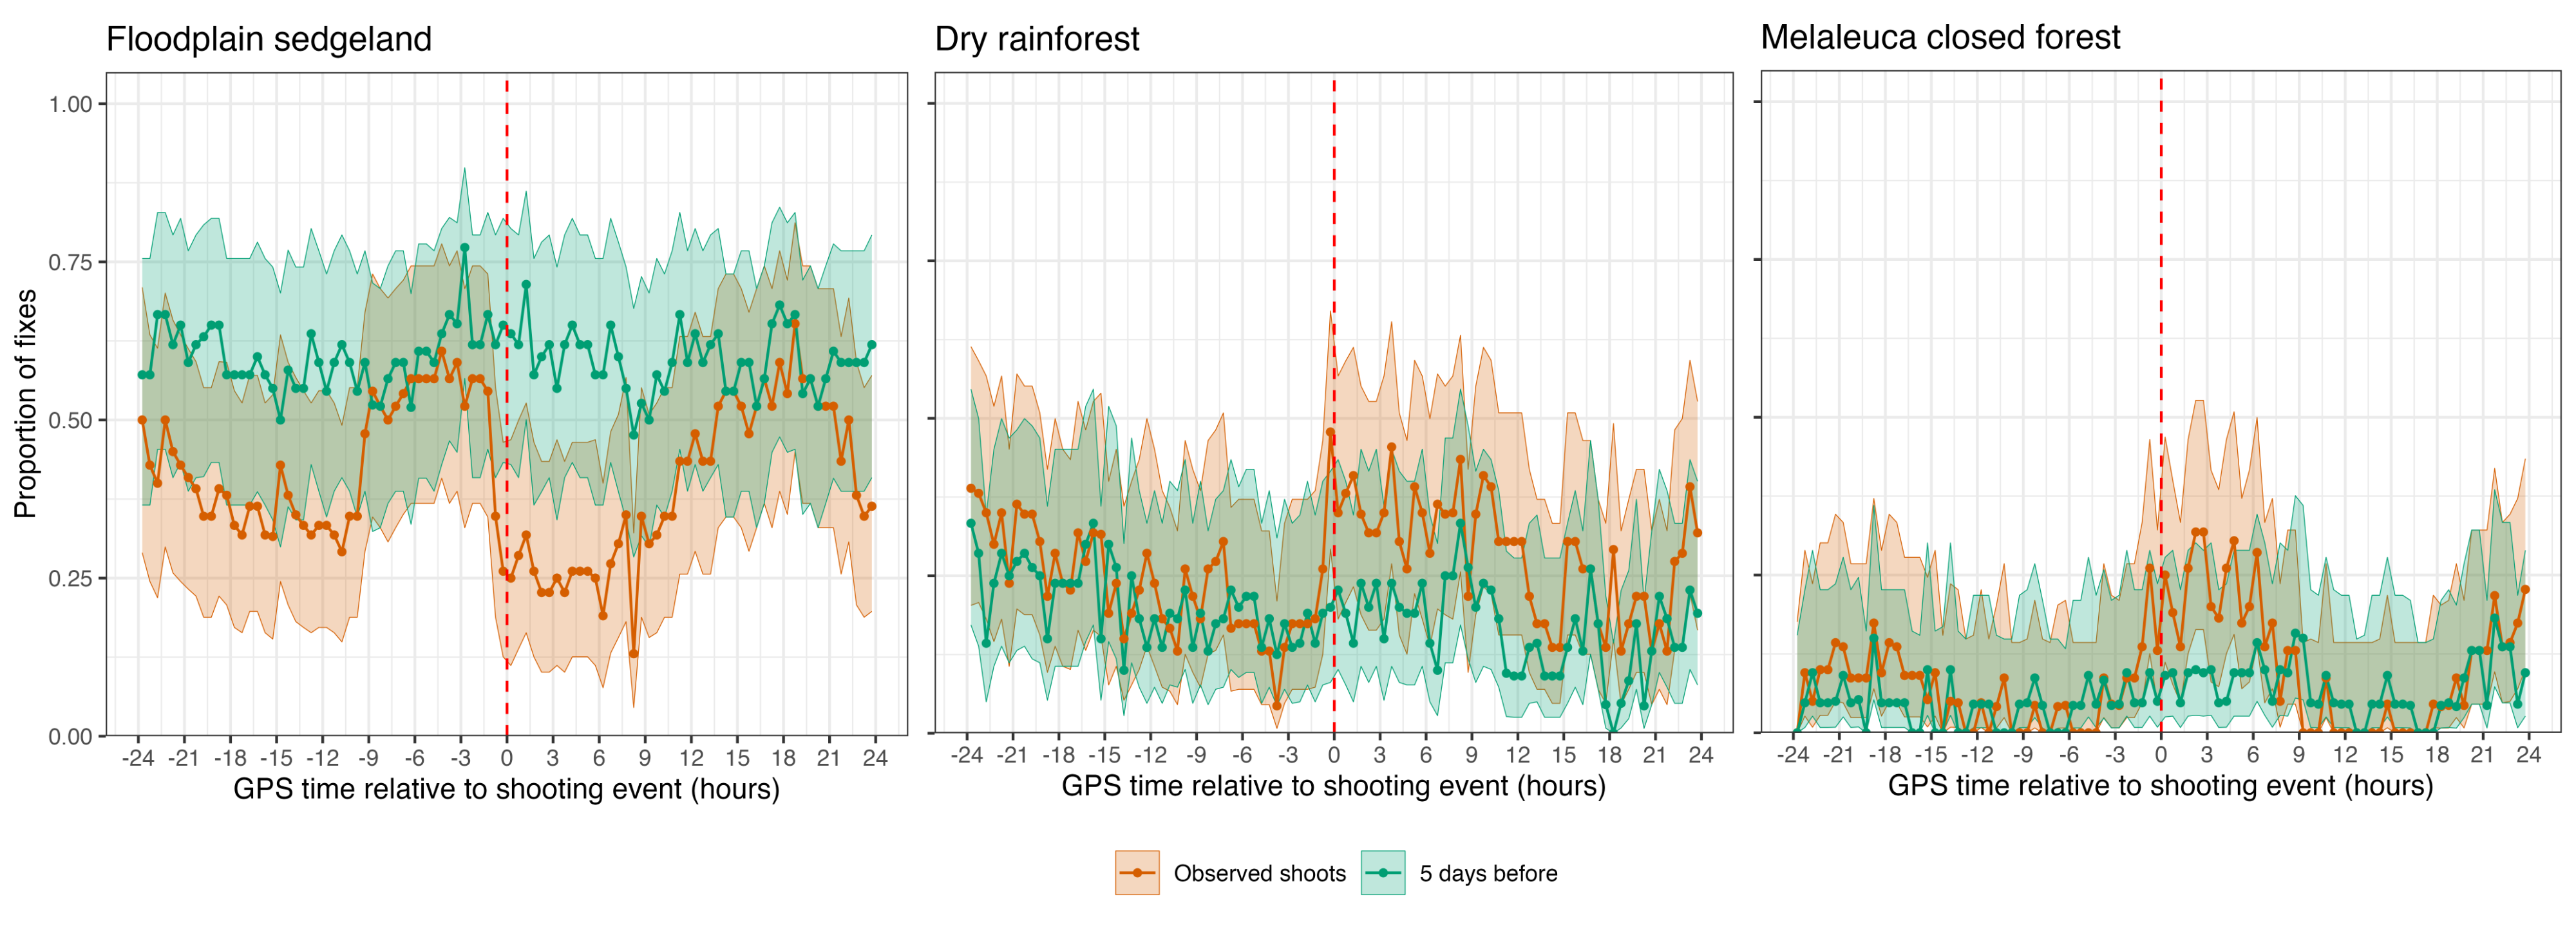 Floodplain sedgeland
Dry rainforest
Melaleuca closed forest
Proportion of fixes
1.00
0.75
0.50
0.25
0.00
-24 -21 -18 -15 -12 -9 -6 -3 0 3 6 9 12 15 18 21 24
-24 -21 -18 -15 -12 -9 -6 -3 0 3 6 9 12 15 18 21 24
-24 -21 -18 -15 -12 -9 -6 -3 0 3 6 9 12 15 18 21 24
GPS time relative to shooting event (hours)
GPS time relative to shooting event (hours)
GPS time relative to shooting event (hours)
Observed shoots
5 days before